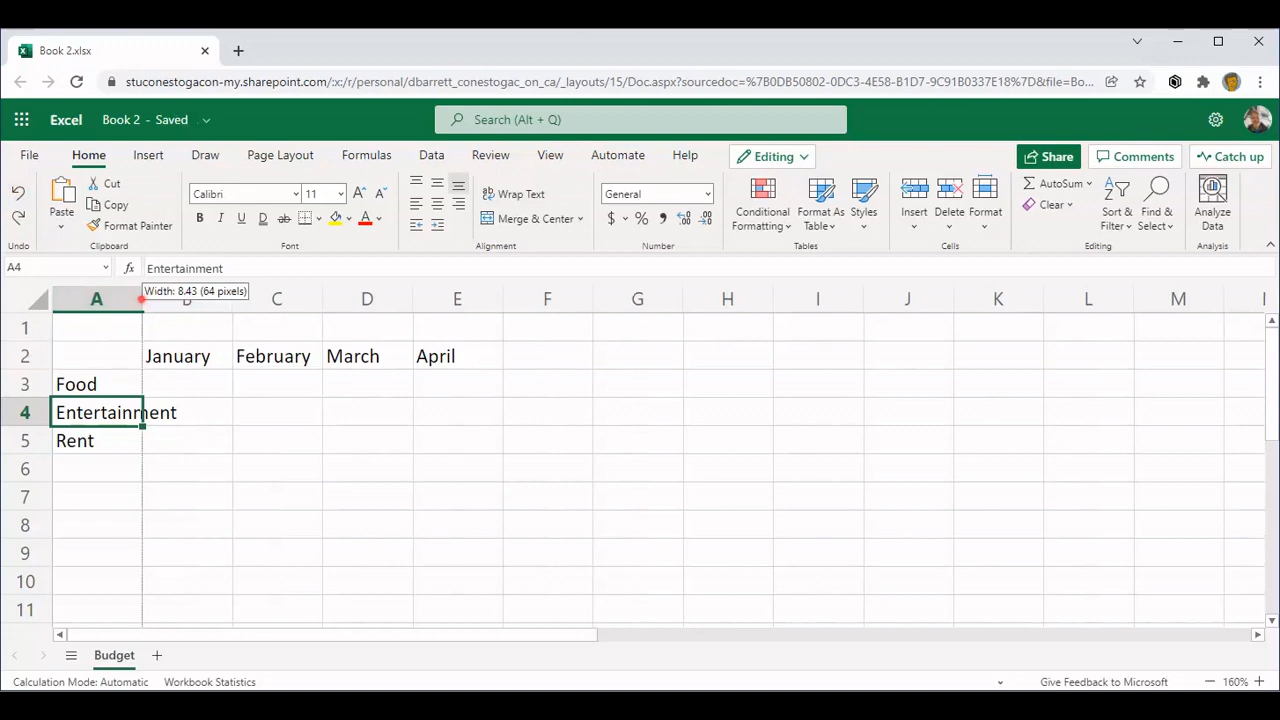 Book 2.xlsx
stuconestogacon-my.sharepoint.com/:x:/r/personal/dbarrett_conestogac_on_ca/_layouts/15/Doc.aspx?sourcedoc=%7B0DB50802-0DC3-4E58-B1D7-9C91B0337E18%7D&file=Bo...
Excel Book 2 - Saved Search (Alt + Q)
File Home Insert Draw Page Layout Formulas Data Review View Automate Help Editing Share Comments Catch up
Cut Calibri 11 Wrap Text General AutoSum
Copy Clear
Format Painter B I U D ab A Merge & Center $ % 9
Paste Conditional Formatting Format As Table Styles Insert Delete Format Sort & Filter Find & Select Analyze Data
Undo Clipboard Font Alignment Number Tables Cells Editing Analysis
A4 fx Entertainment
Width: 8.43 (64 pixels)
A B C D E F G H I J K L M
1
2 January February March April
3 Food
4 Entertainment
5 Rent
6
7
8
9
10
11
Budget
Calculation Mode: Automatic Workbook Statistics Give Feedback to Microsoft 160%